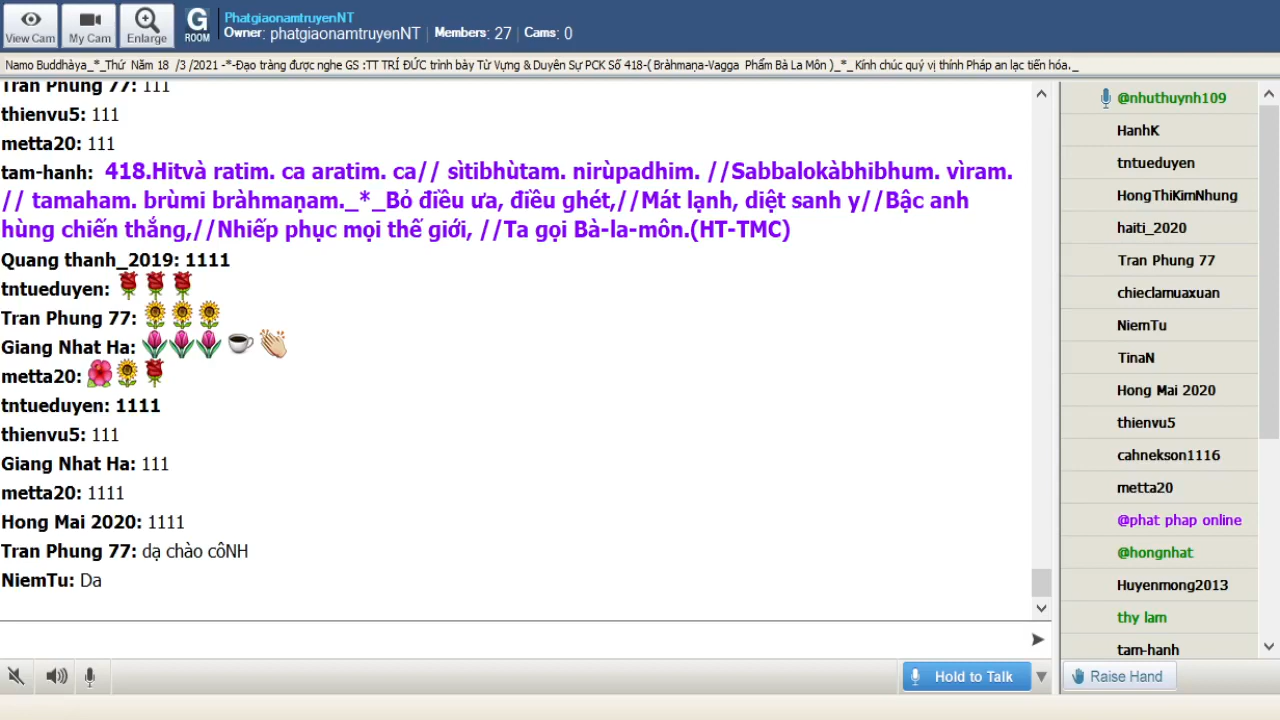 View Cam
My Cam
Enlarge
G
ROOM
PhatgiaonamtruyenNT
Owner: phatgiaonamtruyenNT | Members: 27 | Cams: 0
Namo Buddhàya_*_Thứ Năm 18 /3 /2021 -*-Đạo tràng được nghe GS :TT TRÍ ĐỨC trình bày Từ Vựng & Duyên Sự PCK Số 418-( Bràhmaṇa-Vagga Phẩm Bà La Môn )_*_ Kính chúc quý vị thính Pháp an lạc tiến hóa._
Tran Phung 77: 111
thienvu5: 111
metta20: 111
tam-hanh: 418.Hitvà ratim. ca aratim. ca// sìtibhùtam. nirùpadhim. //Sabbalokàbhibhum. vìram.
// tamaham. brùmi bràhmaṇam._*_Bỏ điều ưa, điều ghét,//Mát lạnh, diệt sanh y//Bậc anh
hùng chiến thắng,//Nhiếp phục mọi thế giới, //Ta gọi Bà-la-môn.(HT-TMC)
Quang thanh_2019: 1111
tntueduyen:
Tran Phung 77:
Giang Nhat Ha:
metta20:
tntueduyen: 1111
thienvu5: 111
Giang Nhat Ha: 111
metta20: 1111
Hong Mai 2020: 1111
Tran Phung 77: dạ chào côNH
NiemTu: Da
@nhuthuynh109
HanhK
tntueduyen
HongThiKimNhung
haiti_2020
Tran Phung 77
chieclamuaxuan
NiemTu
TinaN
Hong Mai 2020
thienvu5
cahnekson1116
metta20
@phat phap online
@hongnhat
Huyenmong2013
thy lam
tam-hanh
Hold to Talk
Raise Hand